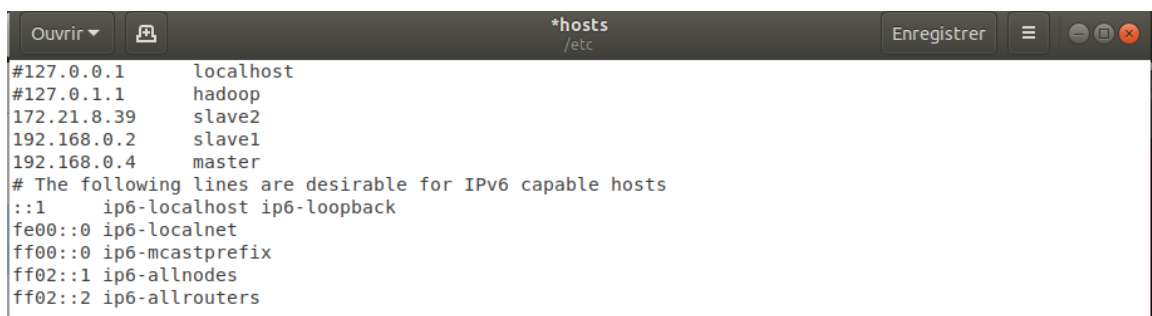 Ouvrir
*hosts
/etc
Enregistrer
#127.0.0.1 localhost
#127.0.1.1 hadoop
172.21.8.39 slave2
192.168.0.2 slave1
192.168.0.4 master
# The following lines are desirable for IPv6 capable hosts
::1 ip6-localhost ip6-loopback
fe00::0 ip6-localnet
ff00::0 ip6-mcastprefix
ff02::1 ip6-allnodes
ff02::2 ip6-allrouters